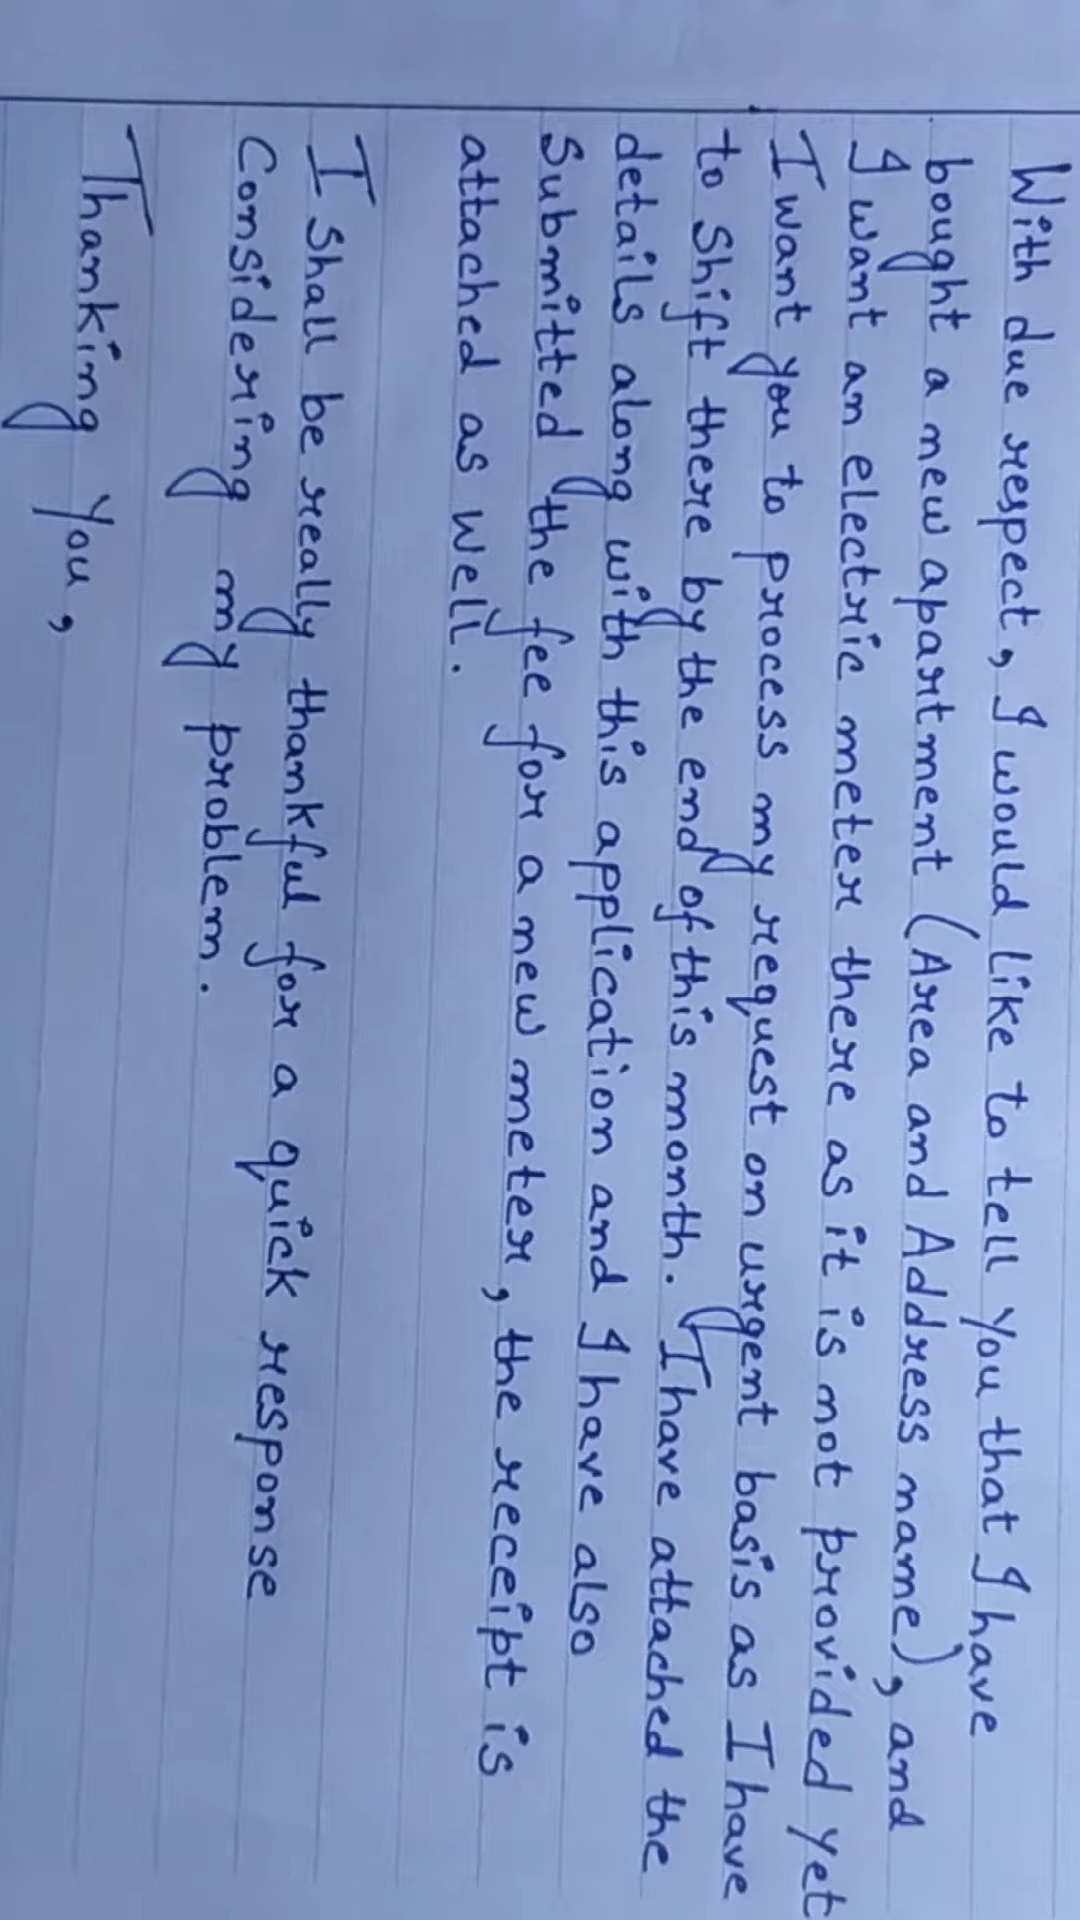 With due respect, I would like to tell you that I have
bought a new apartment (Area and Address name), and
I want an electric meter there as it is not provided yet
I want you to process my request on urgent basis as I have
to Shift there by the end of this month. I have attached the
details along with this application and I have also
Submitted the fee for a new meter, the receipt is
attached as well.
I shall be really thankful for a quick response
Considering my problem.
Thanking you,